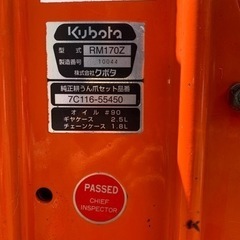 Kubota
型式 RM170Z
製造番号 10044
株式会社クボタ
純正耕うん爪セット品番
7C116-55450
オイル #90
ギヤケース 2.5L
チェーンケース 1.8L
PASSED
CHIEF
INSPECTOR